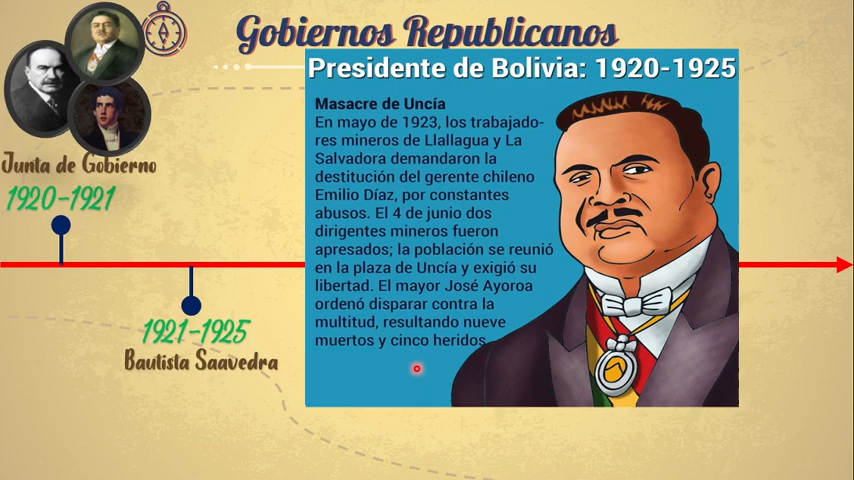 Gobiernos Republicanos
Presidente de Bolivia: 1920-1925
Masacre de Uncía
En mayo de 1923, los trabajado-
res mineros de Llallagua y La
Salvadora demandaron la
destitución del gerente chileno
Emilio Díaz, por constantes
abusos. El 4 de junio dos
dirigentes mineros fueron
apresados; la población se reunió
en la plaza de Uncía y exigió su
libertad. El mayor José Ayoroa
ordenó disparar contra la
multitud, resultando nueve
muertos y cinco heridos
Junta de Gobierno
1920-1921
1921-1925
Bautista Saavedra